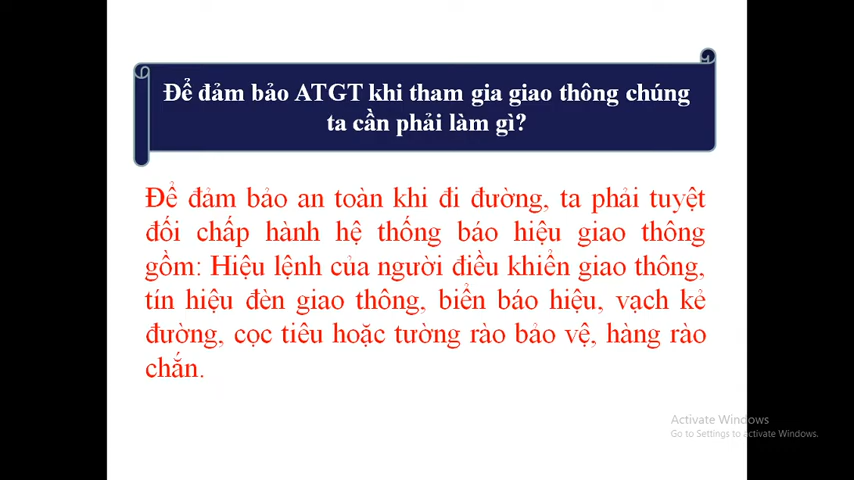 Để đảm bảo ATGT khi tham gia giao thông chúng
ta cần phải làm gì?
Để đảm bảo an toàn khi đi đường, ta phải tuyệt
đối chấp hành hệ thống báo hiệu giao thông
gồm: Hiệu lệnh của người điều khiển giao thông,
tín hiệu đèn giao thông, biển báo hiệu, vạch kẻ
đường, cọc tiêu hoặc tường rào bảo vệ, hàng rào
chắn.
Activate Windows
Go to Settings to activate Windows.